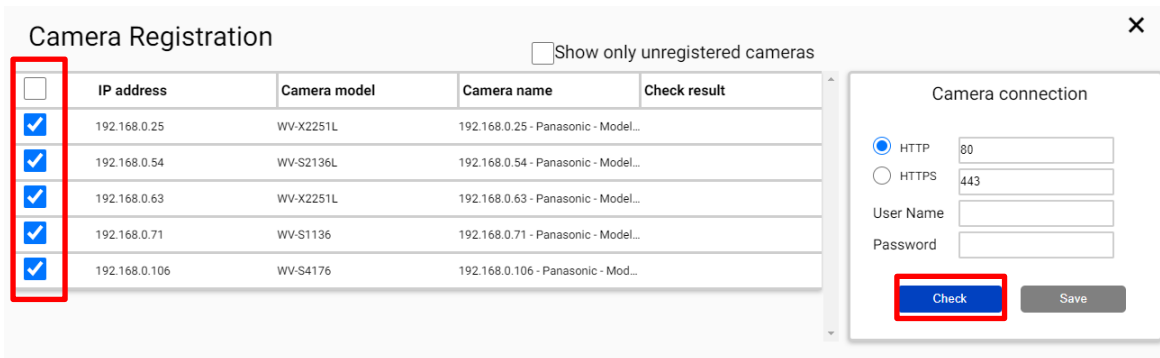 Camera Registration
Show only unregistered cameras
IP address Camera model Camera name Check result
192.168.0.25 WV-X2251L 192.168.0.25 - Panasonic - Model...
192.168.0.54 WV-S2136L 192.168.0.54 - Panasonic - Model...
192.168.0.63 WV-X2251L 192.168.0.63 - Panasonic - Model...
192.168.0.71 WV-S1136 192.168.0.71 - Panasonic - Model...
192.168.0.106 WV-S4176 192.168.0.106 - Panasonic - Mod...
Camera connection
HTTP 80
HTTPS 443
User Name
Password
Check Save